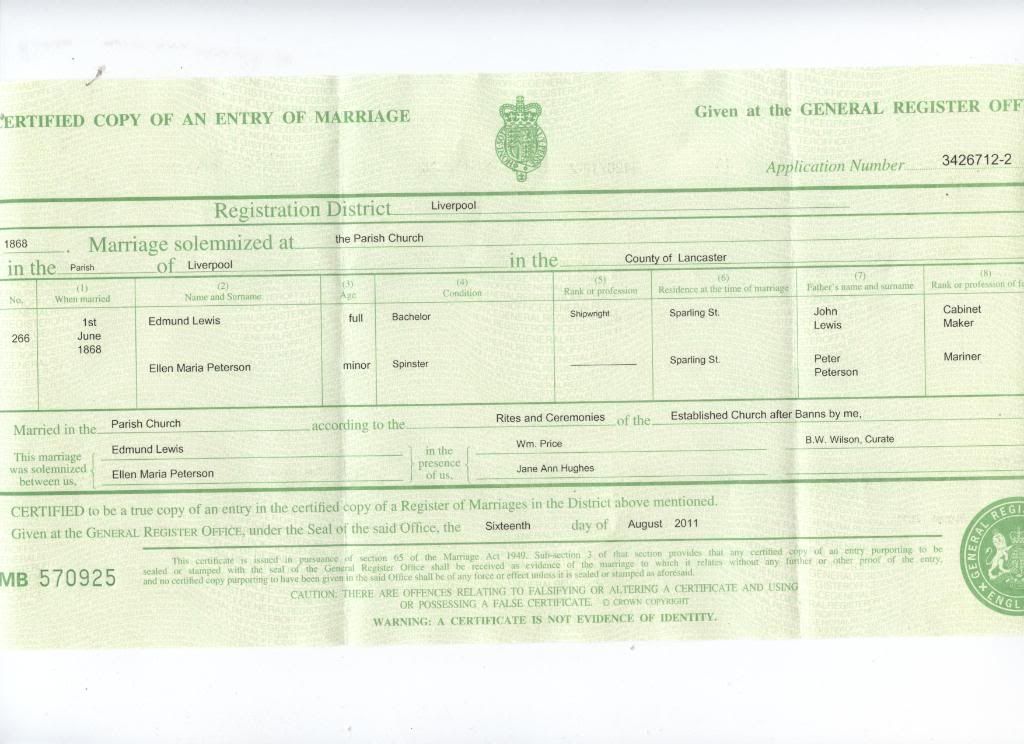 CERTIFIED COPY OF AN ENTRY OF MARRIAGE
Given at the GENERAL REGISTER OFF
Application Number 3426712-2
Registration District Liverpool
1868. Marriage solemnized at the Parish Church
in the Parish of Liverpool in the County of Lancaster
No. (1) When married (2) Name and Surname (3) Age (4) Condition (5) Rank or profession (6) Residence at the time of marriage (7) Father's name and surname (8) Rank or profession of fa
266 1st June 1868 Edmund Lewis full Bachelor Shipwright Sparling St. John Lewis Cabinet Maker
Ellen Maria Peterson minor Spinster Sparling St. Peter Peterson Mariner
Married in the Parish Church according to the Rites and Ceremonies of the Established Church after Banns by me,
This marriage was solemnized between us, Edmund Lewis in the presence of us, Wm. Price B.W. Wilson, Curate
Ellen Maria Peterson Jane Ann Hughes
CERTIFIED to be a true copy of an entry in the certified copy of a Register of Marriages in the District above mentioned.
Given at the GENERAL REGISTER OFFICE, under the Seal of the said Office, the Sixteenth day of August 2011
MB 570925
This certificate is issued in pursuance of section 65 of the Marriage Act 1949. Sub-section 3 of that section provides that any certified copy of an entry purporting to be
sealed or stamped with the seal of the General Register Office shall be received as evidence of the marriage to which it relates without any further or other proof of the entry,
and no certified copy purporting to have been given in the said Office shall be of any force or effect unless it is sealed or stamped as aforesaid.
CAUTION: THERE ARE OFFENCES RELATING TO FALSIFYING OR ALTERING A CERTIFICATE AND USING
OR POSSESSING A FALSE CERTIFICATE. © CROWN COPYRIGHT
WARNING: A CERTIFICATE IS NOT EVIDENCE OF IDENTITY.
GENERAL REGI
ENGL